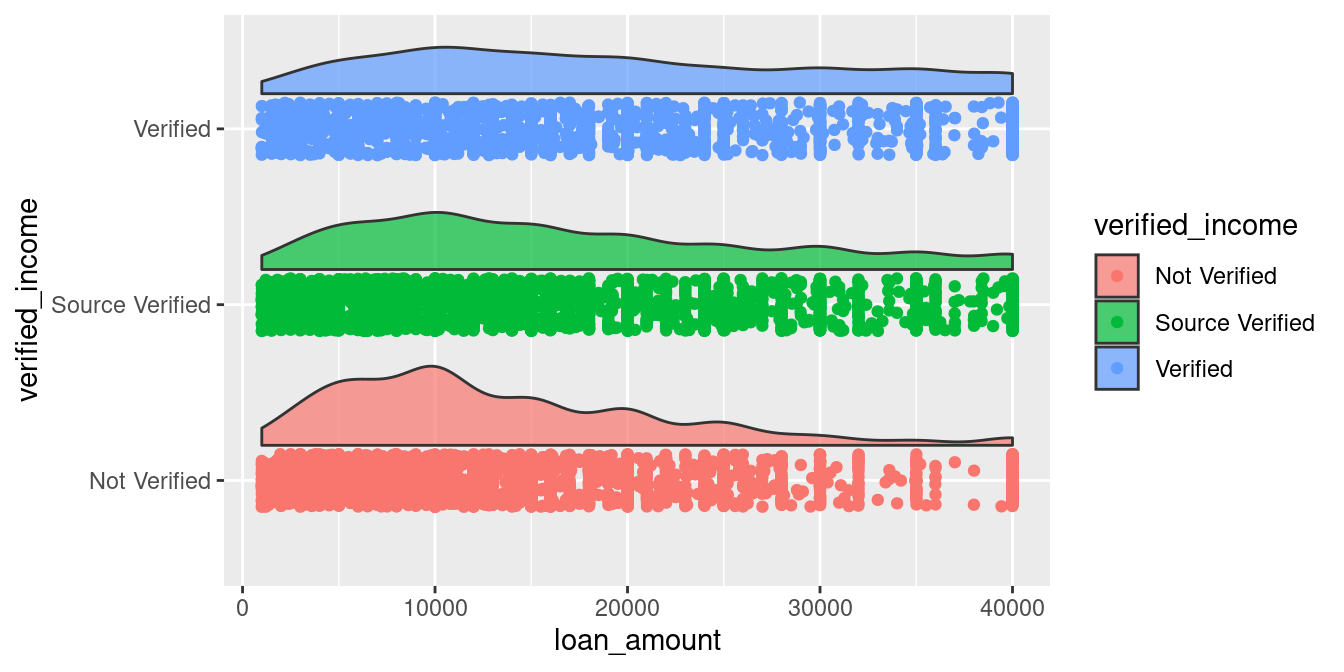 verified_income
Verified
Source Verified
Not Verified
0
10000
20000
30000
40000
loan_amount
verified_income
Not Verified
Source Verified
Verified